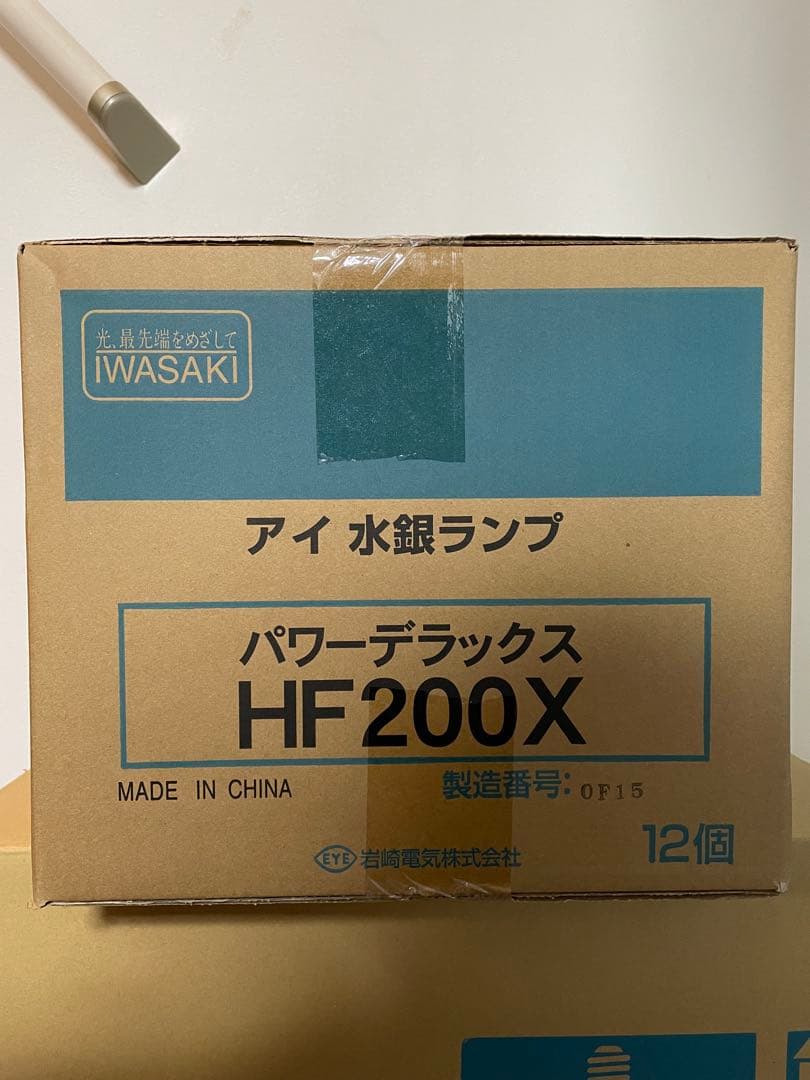 光、最先端をめざして
IWASAKI
アイ 水銀ランプ
パワーデラックス
HF200X
MADE IN CHINA
製造番号: 0F15
EYE 岩崎電気株式会社
12個